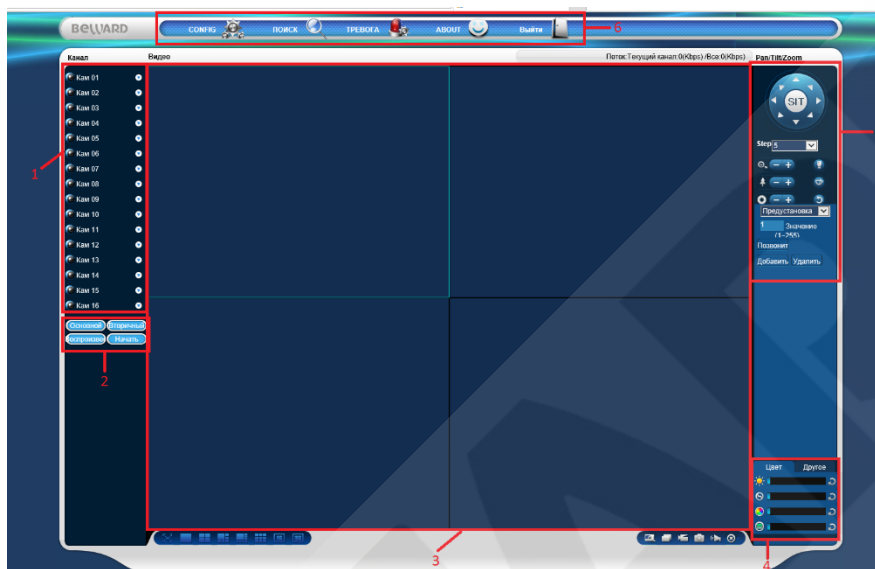 BEWARD
CONFIG ПОИСК ТРЕВОГА ABOUT Выйти 6
Канал Видео Поток:Текущий канал:0(Kbps) /Все:0(Kbps) Pan/Tilt/Zoom
Кам 01
Кам 02
Кам 03
Кам 04
Кам 05
Кам 06
Кам 07
Кам 08
Кам 09
Кам 10
Кам 11
Кам 12
Кам 13
Кам 14
Кам 15
Кам 16
1
Основной Вторичный
Начать
2
3
SIT
Step 5
Предустановка
1 Значение
(1~255)
Позвонит
Добавить Удалить
Цвет Другое
4